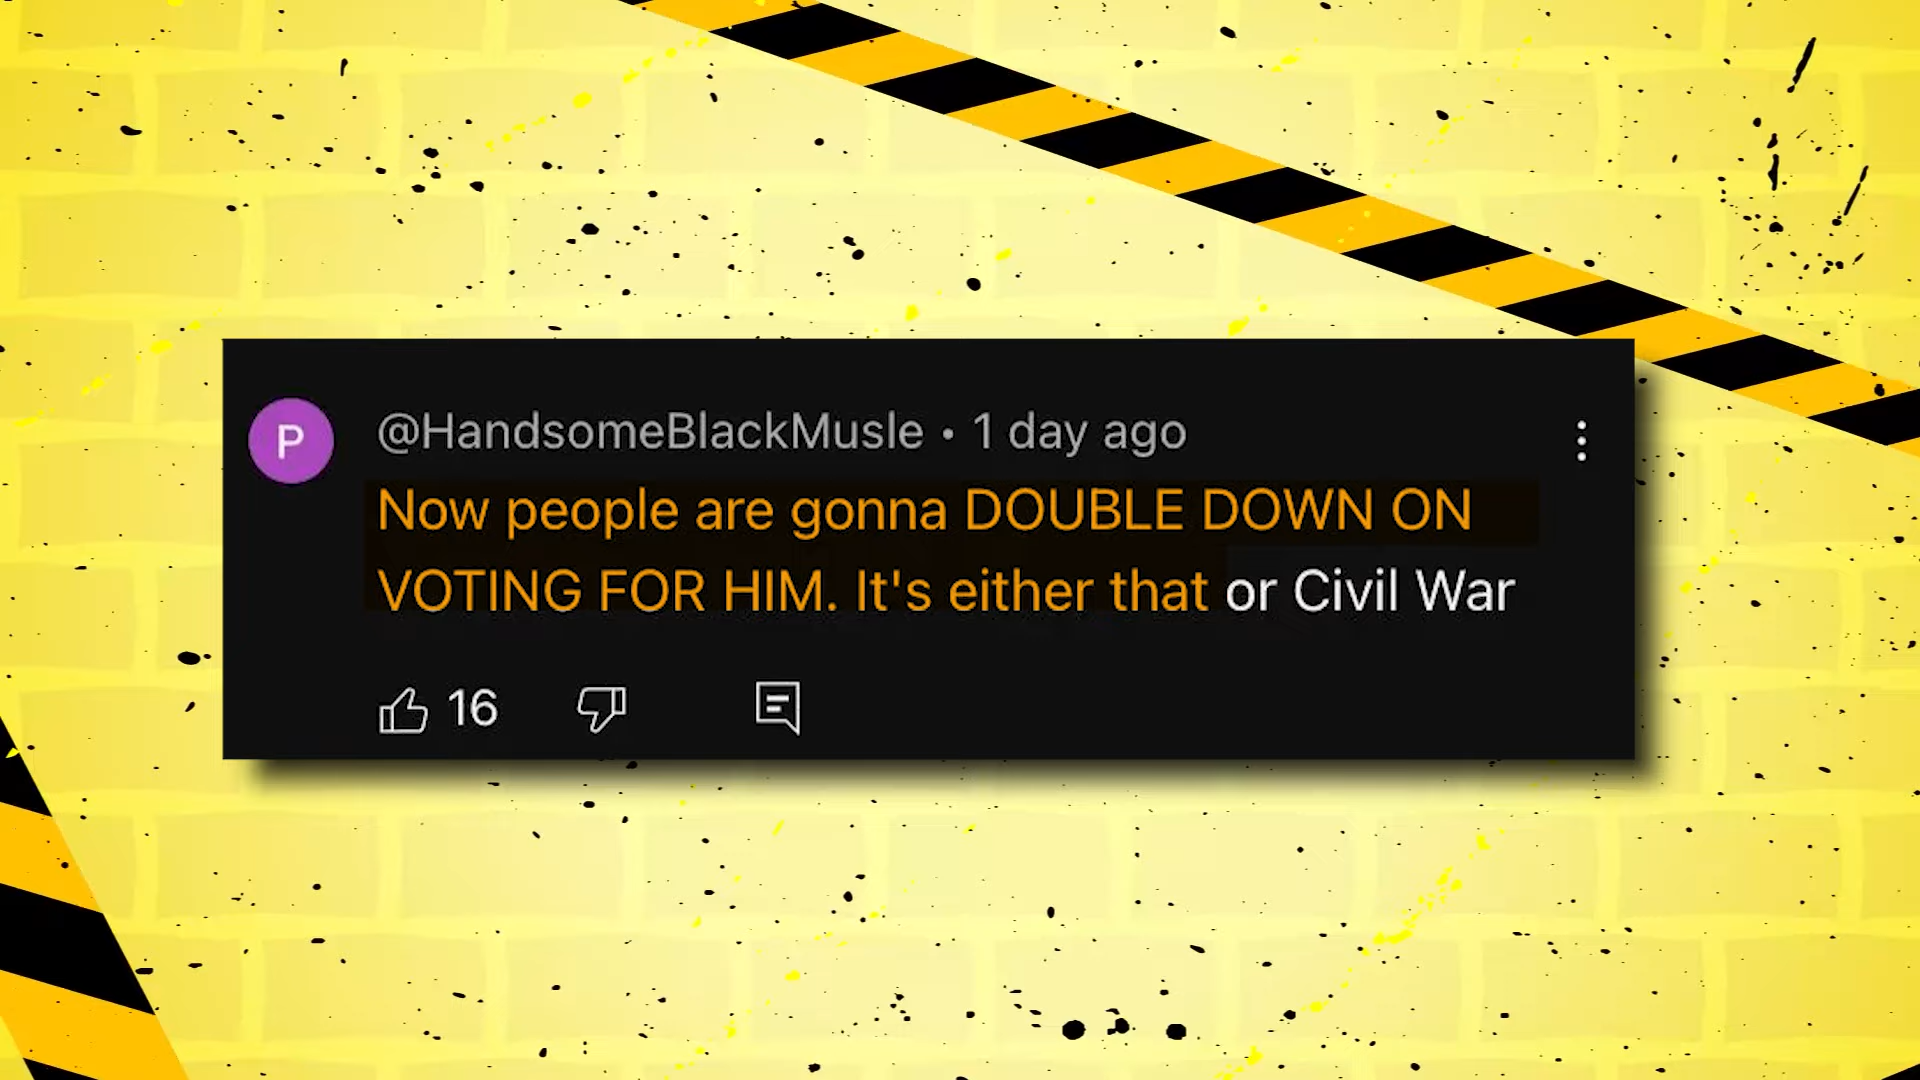 P
@HandsomeBlackMusle • 1 day ago
Now people are gonna DOUBLE DOWN ON
VOTING FOR HIM. It's either that or Civil War
16